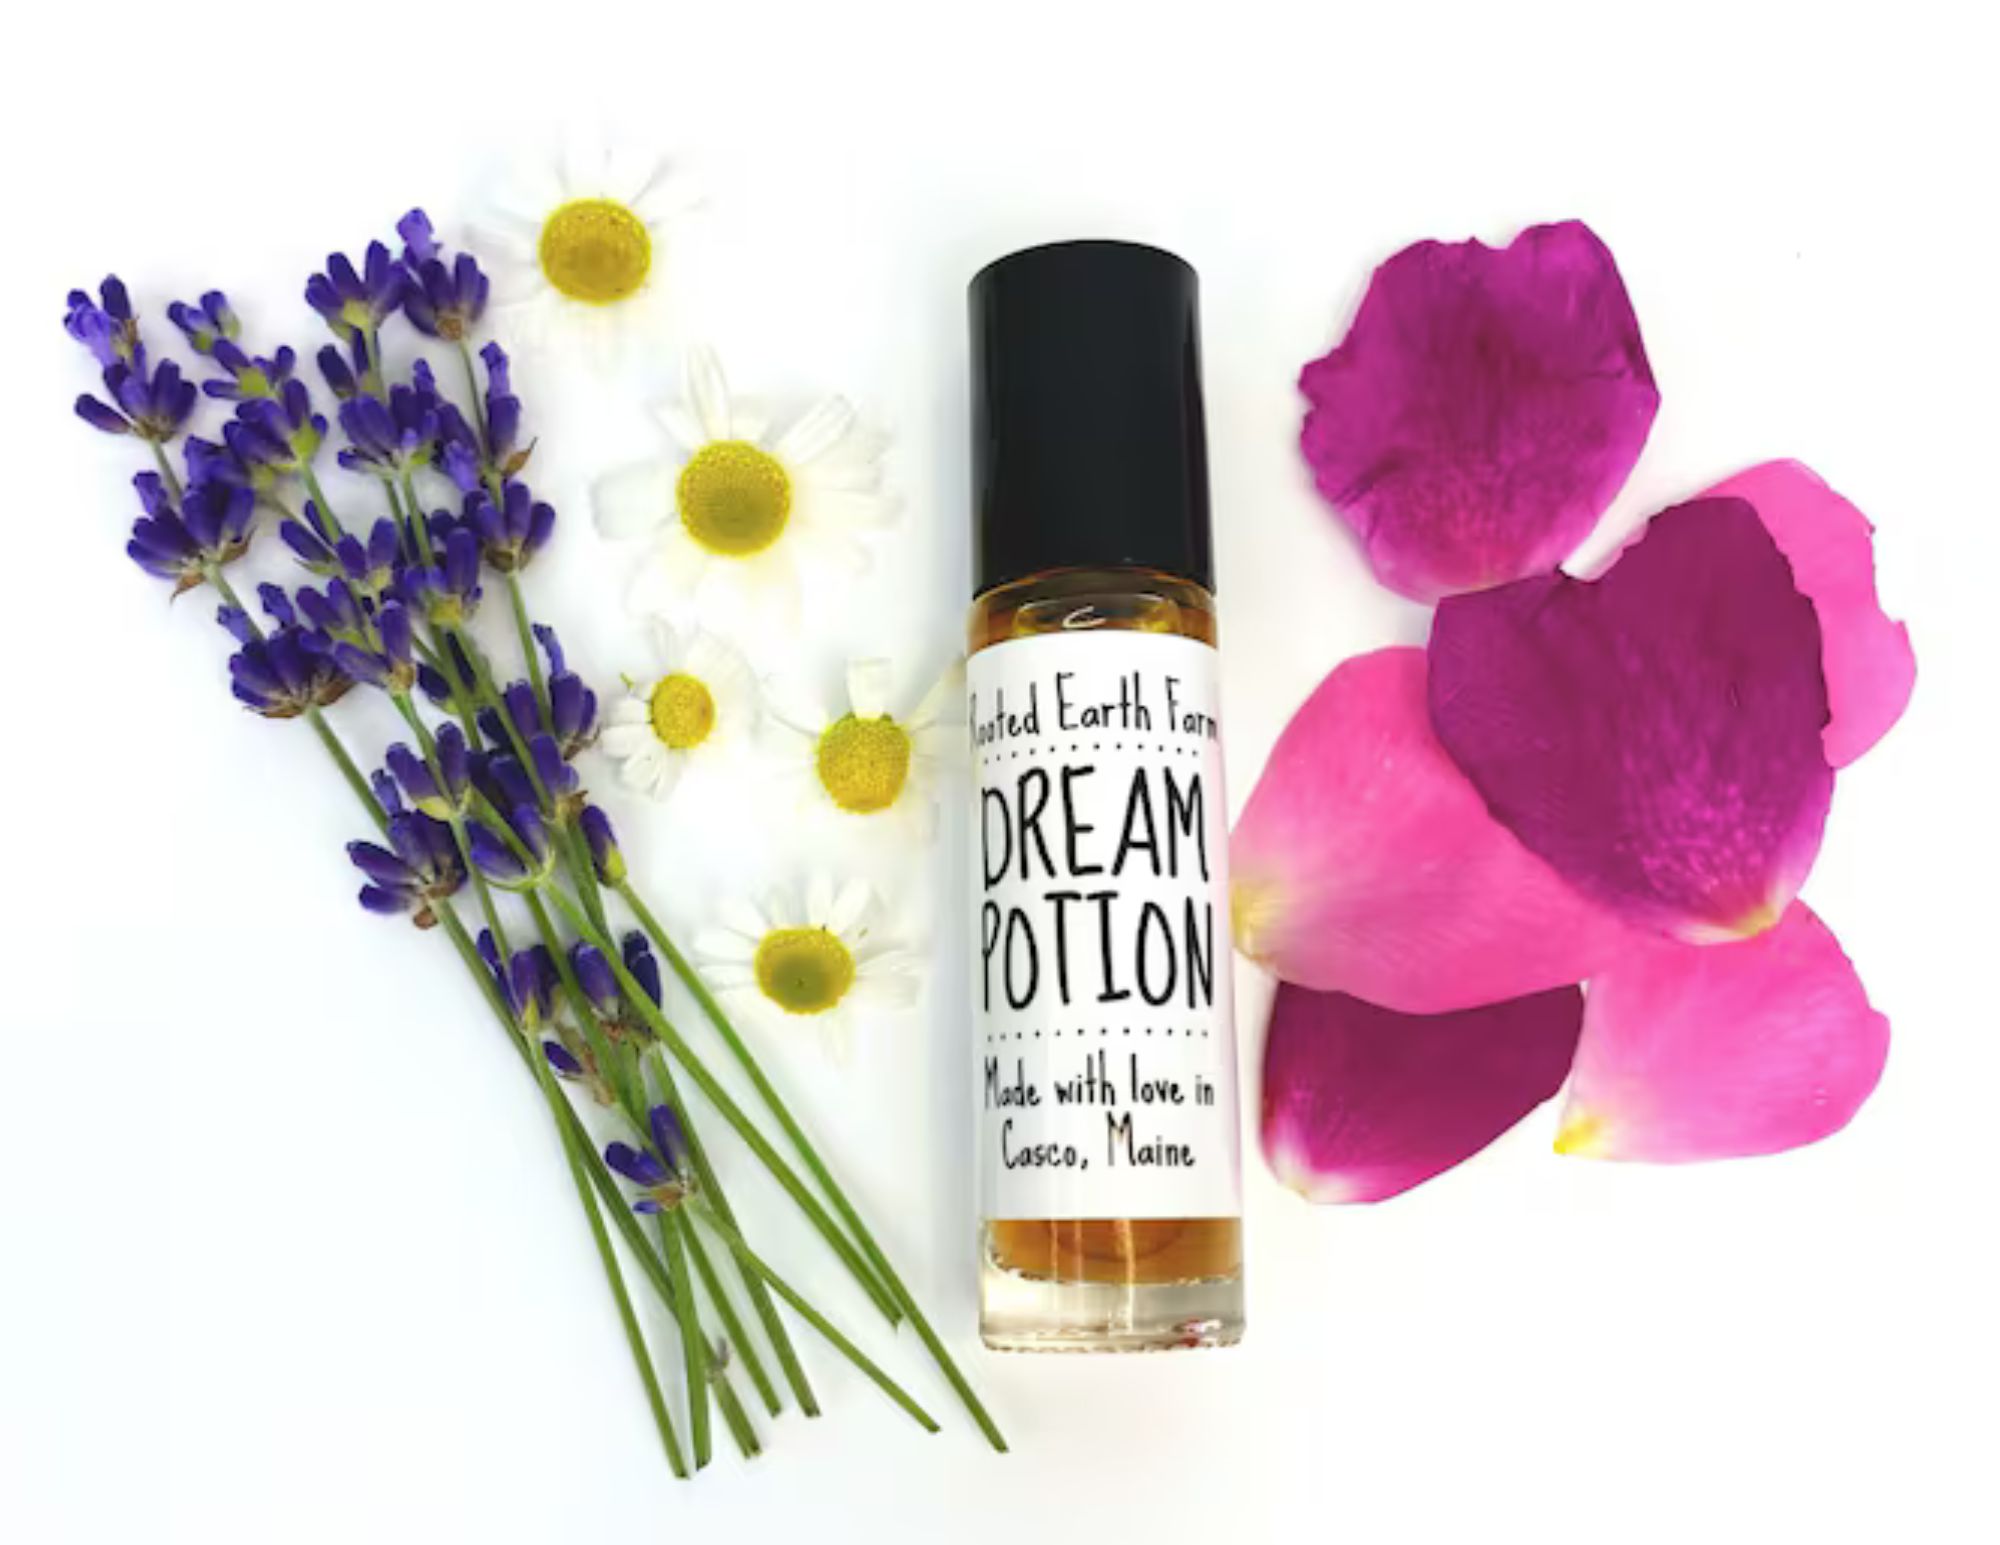 Rooted Earth Farm
DREAM
POTION
Made with love in
Casco, Maine